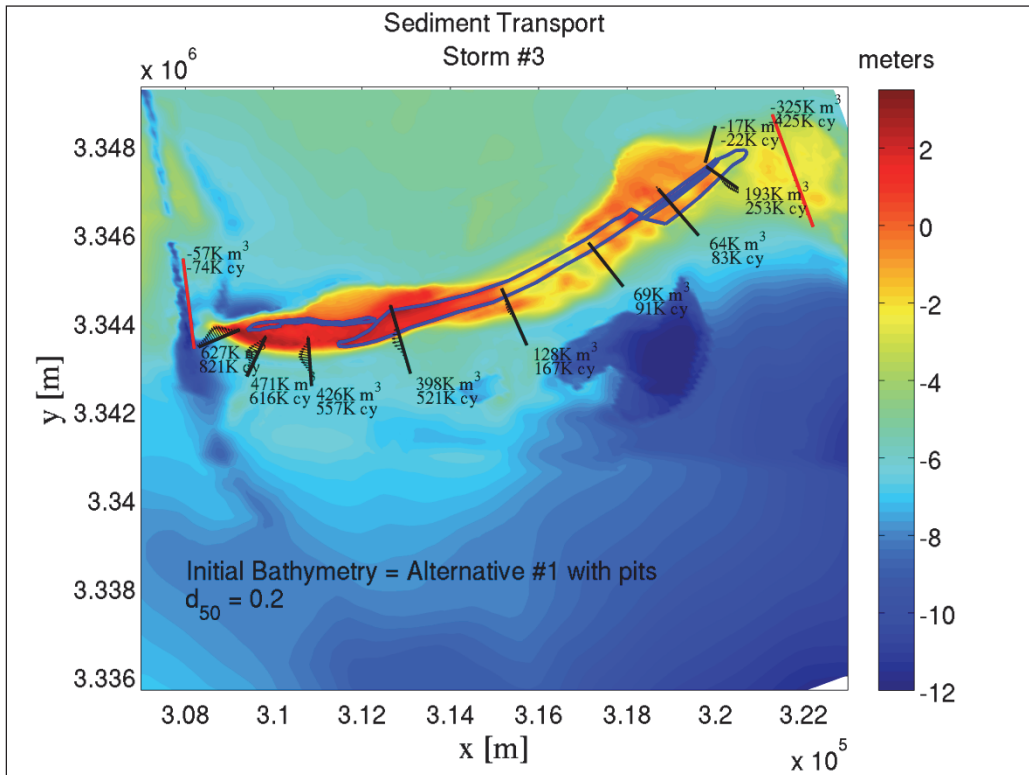 Sediment Transport
Storm #3
x 10^6
meters
-325K m^3
-425K cy
-17K m^3
-22K cy
193K m^3
253K cy
64K m^3
83K cy
69K m^3
91K cy
128K m^3
167K cy
398K m^3
521K cy
426K m^3
557K cy
471K m^3
616K cy
627K m^3
821K cy
-57K m^3
-74K cy
3.348
3.346
3.344
3.342
3.34
3.338
3.336
y [m]
Initial Bathymetry = Alternative #1 with pits
d_50 = 0.2
3.08
3.1
3.12
3.14
3.16
3.18
3.2
3.22
x [m]
x 10^5
2
0
-2
-4
-6
-8
-10
-12